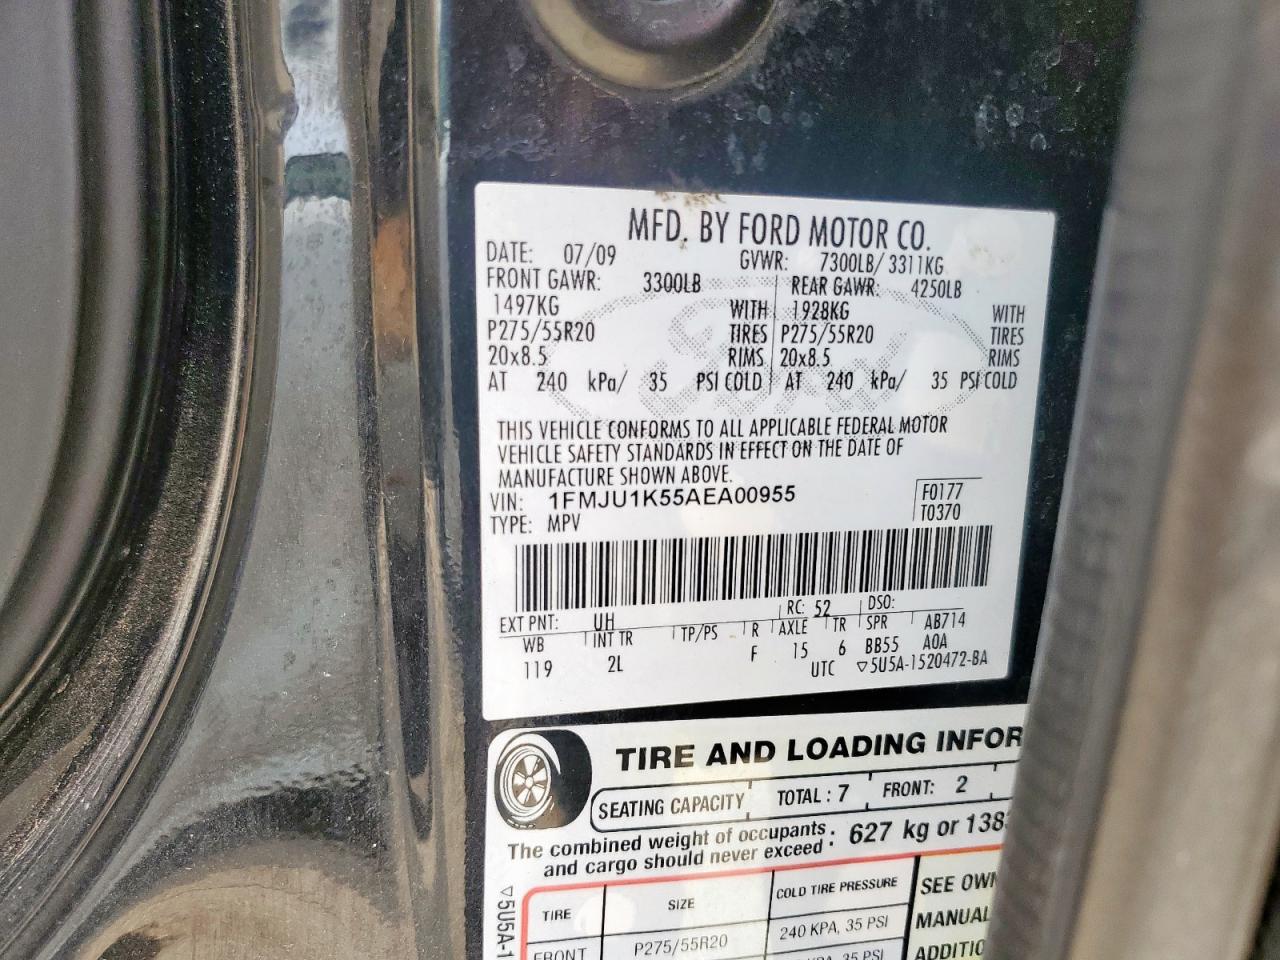 MFD. BY FORD MOTOR CO.
DATE: 07/09 GVWR: 7300LB/ 3311KG
FRONT GAWR: 3300LB REAR GAWR: 4250LB
1497KG WITH 1928KG WITH
P275/55R20 TIRES P275/55R20 TIRES
20x8.5 RIMS 20x8.5 RIMS
AT 240 kPa/ 35 PSI COLD AT 240 kPa/ 35 PSI COLD
THIS VEHICLE CONFORMS TO ALL APPLICABLE FEDERAL MOTOR
VEHICLE SAFETY STANDARDS IN EFFECT ON THE DATE OF
MANUFACTURE SHOWN ABOVE.
VIN: 1FMJU1K55AEA00955 F0177
TYPE: MPV T0370
EXT PNT: UH RC: 52 DSO:
WB INT TR TP/PS R AXLE TR SPR AB714
119 2L F 15 6 BB55 A0A
UTC ▽5U5A-1520472-BA
TIRE AND LOADING INFOR
SEATING CAPACITY TOTAL: 7 FRONT: 2
The combined weight of occupants
and cargo should never exceed : 627 kg or 138
TIRE SIZE COLD TIRE PRESSURE SEE OWN
FRONT P275/55R20 240 KPA, 35 PSI MANUAL
KPA, 35 PSI ADDITIO
▽5U5A-1